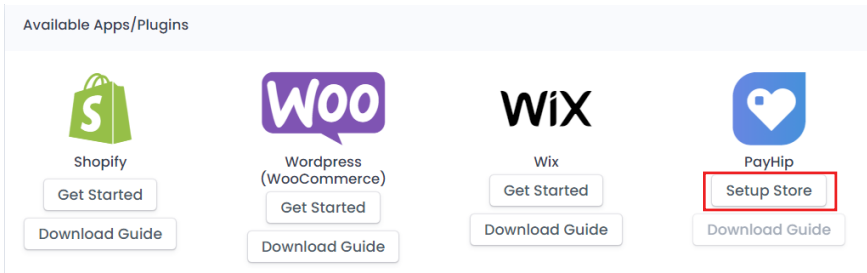 Available Apps/Plugins
S
WOO
WiX
Shopify
Wordpress
(WooCommerce)
Wix
PayHip
Get Started
Get Started
Get Started
Setup Store
Download Guide
Download Guide
Download Guide
Download Guide